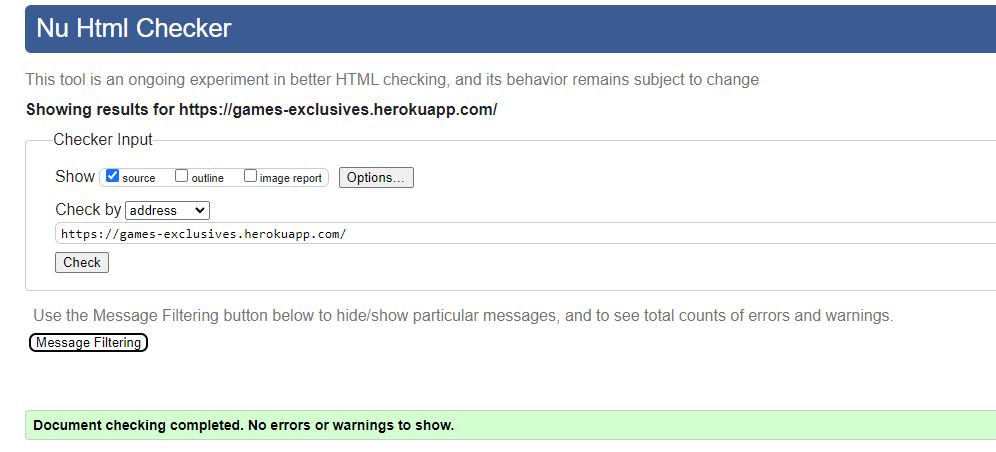 Nu Html Checker
This tool is an ongoing experiment in better HTML checking, and its behavior remains subject to change
Showing results for https://games-exclusives.herokuapp.com/
Checker Input
Show source outline image report Options...
Check by address
https://games-exclusives.herokuapp.com/
Check
Use the Message Filtering button below to hide/show particular messages, and to see total counts of errors and warnings.
Message Filtering
Document checking completed. No errors or warnings to show.